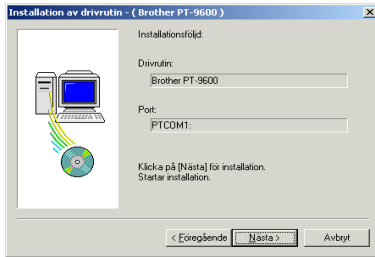 Installation av drivrutin - ( Brother PT-9600 )
Installationsföljd:
Drivrutin:
Brother PT-9600
Port:
PTCOM1:
Klicka på [Nästa] för installation.
Startar installation.
< Föregående
Nästa >
Avbryt